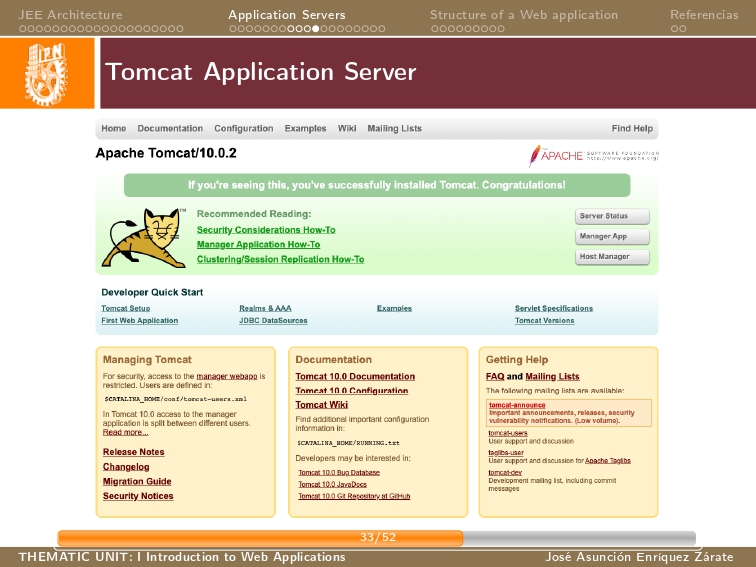 JEE Architecture Application Servers Structure of a Web application Referencias
IPN
Tomcat Application Server
Home Documentation Configuration Examples Wiki Mailing Lists Find Help
Apache Tomcat/10.0.2
APACHE SOFTWARE FOUNDATION
http://www.apache.org/
If you're seeing this, you've successfully installed Tomcat. Congratulations!
TM
Recommended Reading:
Security Considerations How-To
Manager Application How-To
Clustering/Session Replication How-To
Server Status
Manager App
Host Manager
Developer Quick Start
Tomcat Setup Realms & AAA Examples Servlet Specifications
First Web Application JDBC DataSources Tomcat Versions
Managing Tomcat
For security, access to the manager webapp is
restricted. Users are defined in:
$CATALINA_HOME/conf/tomcat-users.xml
In Tomcat 10.0 access to the manager
application is split between different users.
Read more...
Release Notes
Changelog
Migration Guide
Security Notices
Documentation
Tomcat 10.0 Documentation
Tomcat 10.0 Configuration
Tomcat Wiki
Find additional important configuration
information in:
$CATALINA_HOME/RUNNING.txt
Developers may be interested in:
Tomcat 10.0 Bug Database
Tomcat 10.0 JavaDocs
Tomcat 10.0 Git Repository at GitHub
Getting Help
FAQ and Mailing Lists
The following mailing lists are available:
tomcat-announce
Important announcements, releases, security
vulnerability notifications. (Low volume).
tomcat-users
User support and discussion
taglibs-user
User support and discussion for Apache Taglibs
tomcat-dev
Development mailing list, including commit
messages
33/52
THEMATIC UNIT: I Introduction to Web Applications José Asunción Enríquez Zárate